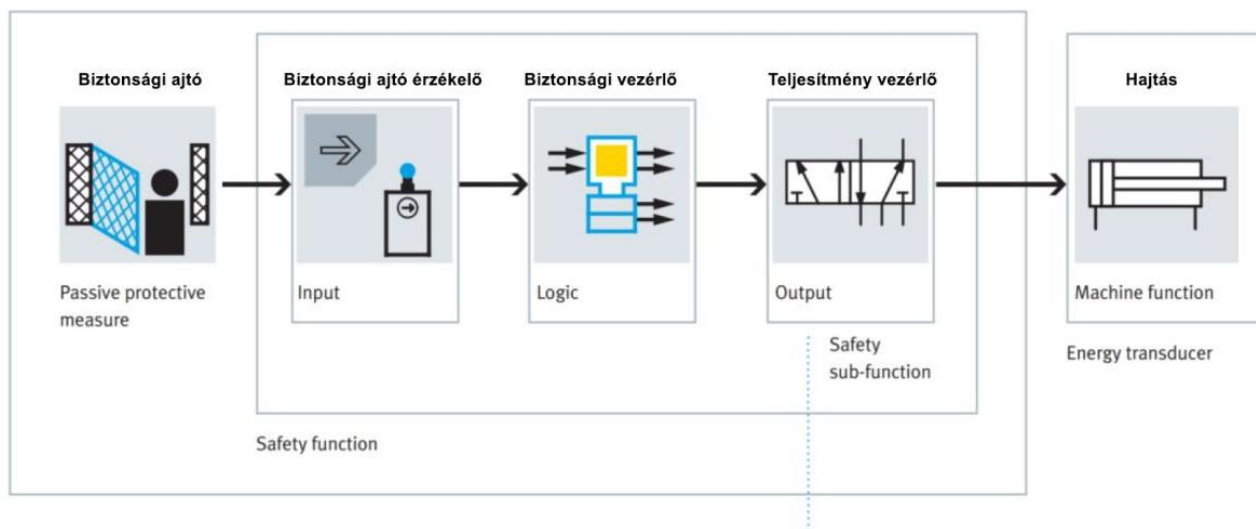 Biztonsági ajtó
Biztonsági ajtó érzékelő
Biztonsági vezérlő
Teljesítmény vezérlő
Hajtás
Passive protective
measure
Input
Logic
Output
Machine function
Safety
sub-function
Energy transducer
Safety function